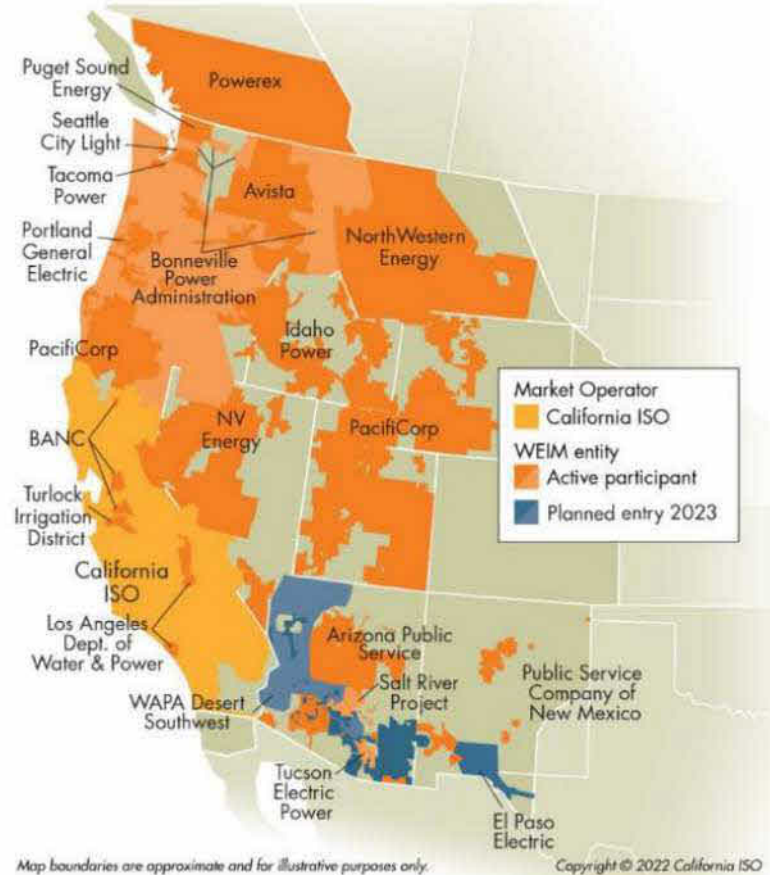 Powerex
Puget Sound
Energy
Seattle
City Light
Tacoma
Power
Avista
Portland
General
Electric
NorthWestern
Energy
Bonneville
Power
Administration
Idaho
Power
PacifiCorp
NV
Energy
PacifiCorp
BANC
Turlock
Irrigation
District
California
ISO
Los Angeles
Dept. of
Water & Power
Market Operator
California ISO
WEIM entity
Active participant
Planned entry 2023
Arizona Public
Service
Salt River
Project
Public Service
Company of
New Mexico
WAPA Desert
Southwest
Tucson
Electric
Power
El Paso
Electric
Map boundaries are approximate and for illustrative purposes only.
Copyright © 2022 California ISO